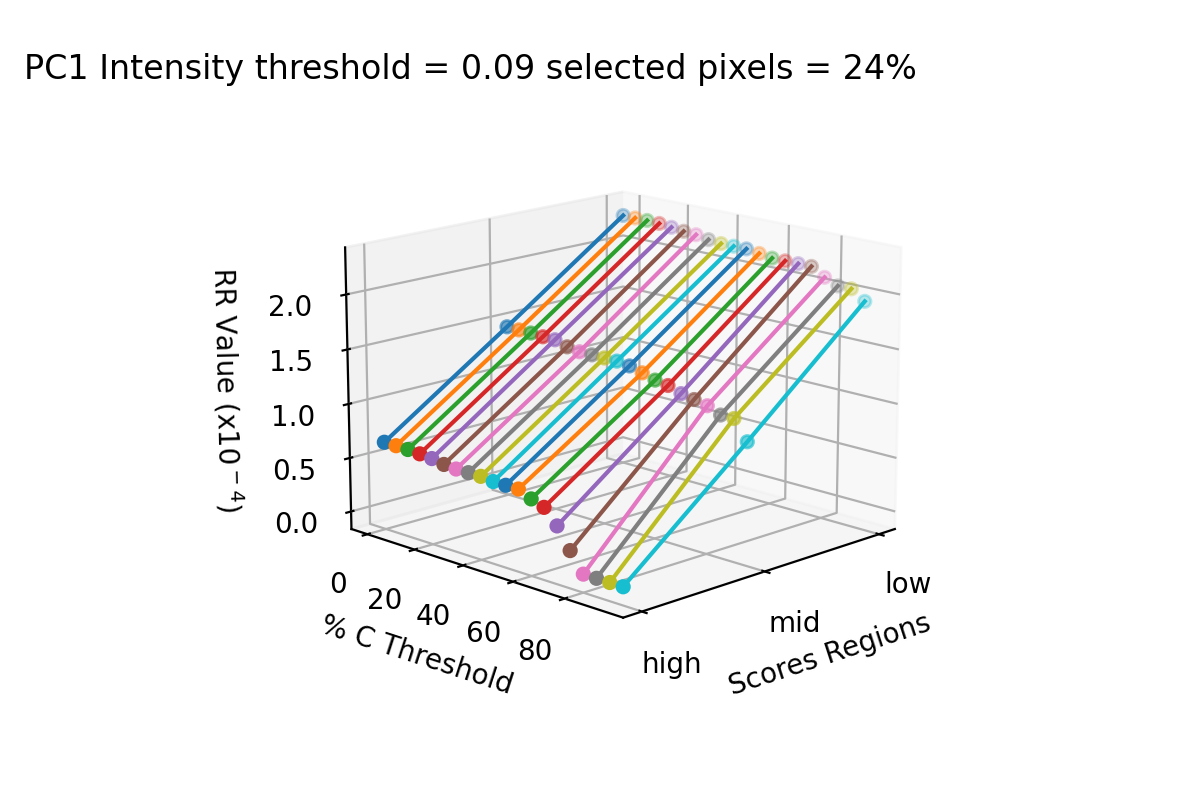 PC1 Intensity threshold = 0.09 selected pixels = 24%
RR Value (x10⁻⁴)
2.0
1.5
1.0
0.5
0.0
0
20
40
60
80
% C Threshold
low
mid
high
Scores Regions